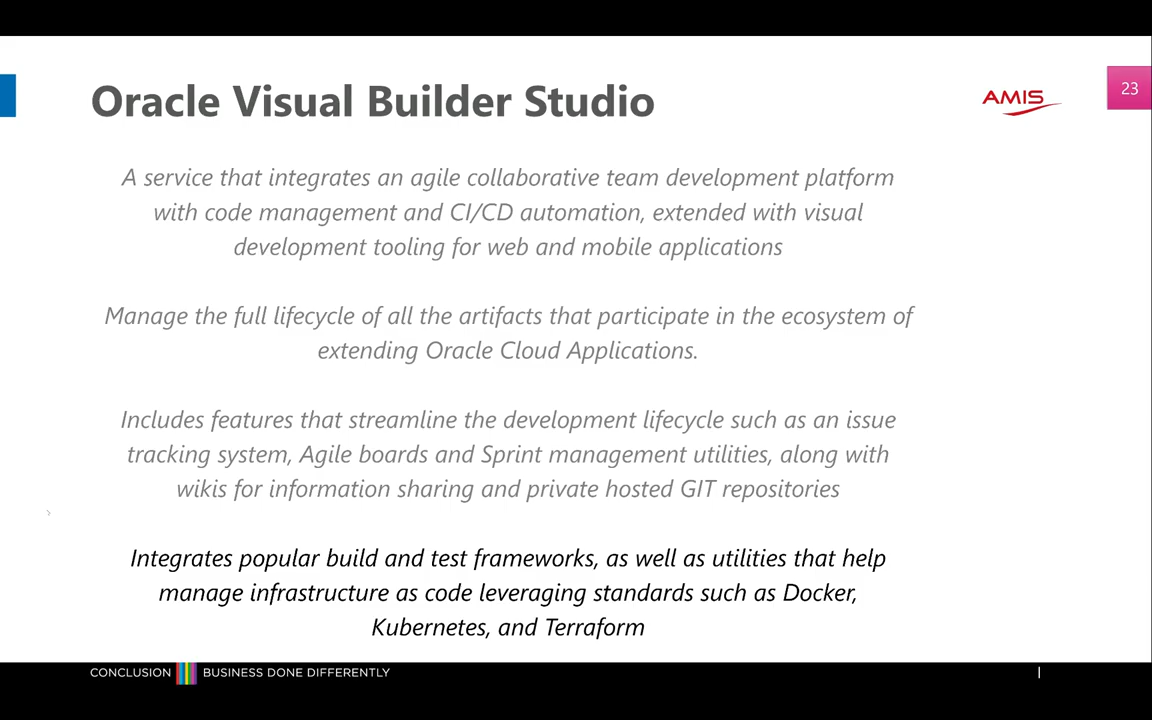 Oracle Visual Builder Studio
AMIS
23
A service that integrates an agile collaborative team development platform
with code management and CI/CD automation, extended with visual
development tooling for web and mobile applications
Manage the full lifecycle of all the artifacts that participate in the ecosystem of
extending Oracle Cloud Applications.
Includes features that streamline the development lifecycle such as an issue
tracking system, Agile boards and Sprint management utilities, along with
wikis for information sharing and private hosted GIT repositories
Integrates popular build and test frameworks, as well as utilities that help
manage infrastructure as code leveraging standards such as Docker,
Kubernetes, and Terraform
CONCLUSION BUSINESS DONE DIFFERENTLY